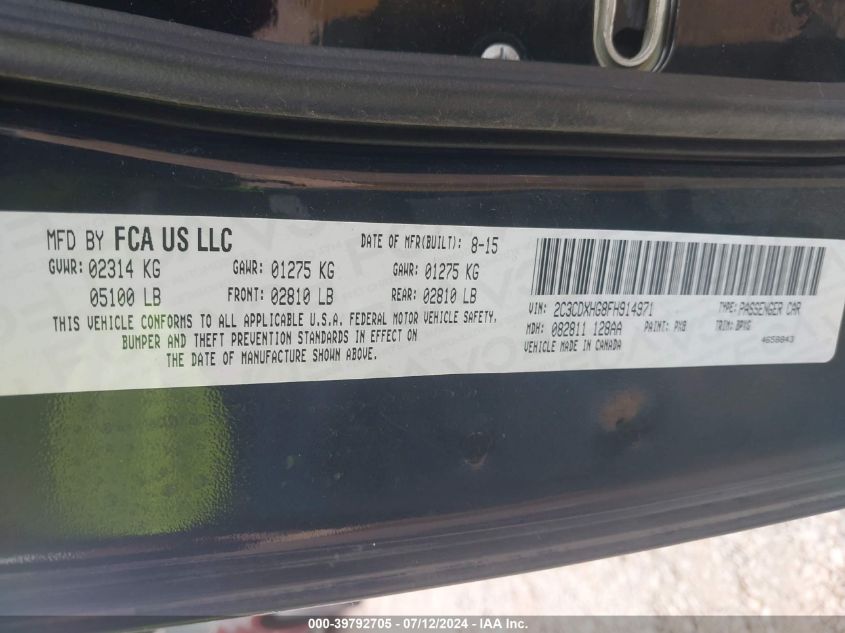 MFD BY FCA US LLC DATE OF MFR(BUILT): 8-15
GVWR: 02314 KG GAWR: 01275 KG GAWR: 01275 KG
05100 LB FRONT: 02810 LB REAR: 02810 LB
THIS VEHICLE CONFORMS TO ALL APPLICABLE U.S.A. FEDERAL MOTOR VEHICLE SAFETY,
BUMPER AND THEFT PREVENTION STANDARDS IN EFFECT ON
THE DATE OF MANUFACTURE SHOWN ABOVE.
VIN: 2C3CDXHG8FH914971 TYPE: PASSENGER CAR
MDH: 082811 128AA PAINT: PX8 TRIM:
VEHICLE MADE IN CANADA 4658843
000-39792705 - 07/12/2024 - IAA Inc.